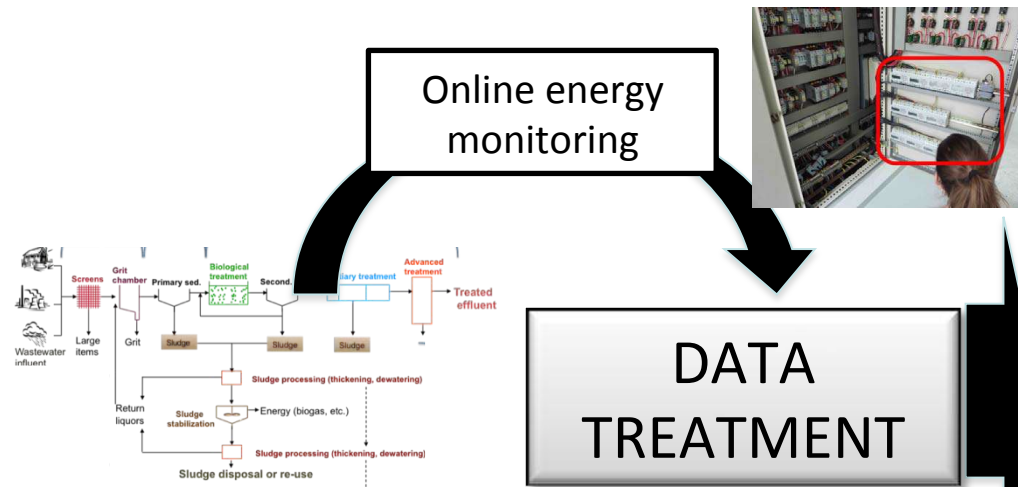 Online energy
monitoring
Grit
chamber
Screens
Primary sed.
Biological
treatment
Second.
iary treatment
Advanced
treatment
Treated
effluent
Wastewater
influent
Large
items
Grit
Sludge
Sludge
Sludge
Sludge processing (thickening, dewatering)
Return
liquors
Sludge
stabilization
Energy (biogas, etc.)
Sludge processing (thickening, dewatering)
Sludge disposal or re-use
DATA
TREATMENT